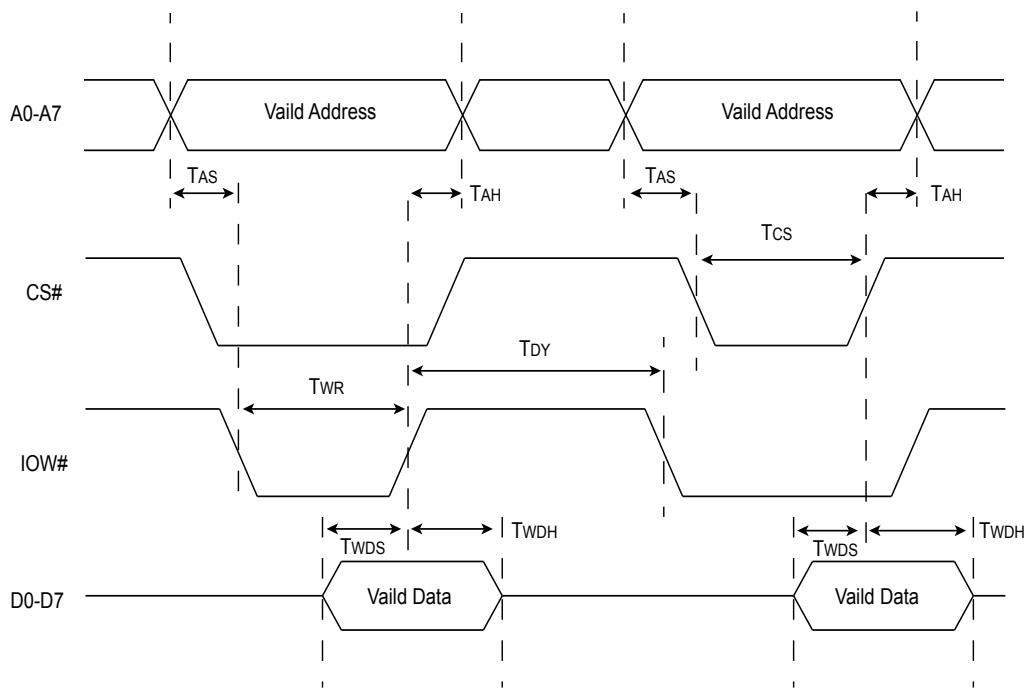 A0-A7
Vaild Address
Vaild Address
TAS
TAH
TAS
TAH
TCS
CS#
TDY
TWR
IOW#
TWDS
TWDH
TWDS
TWDH
D0-D7
Vaild Data
Vaild Data